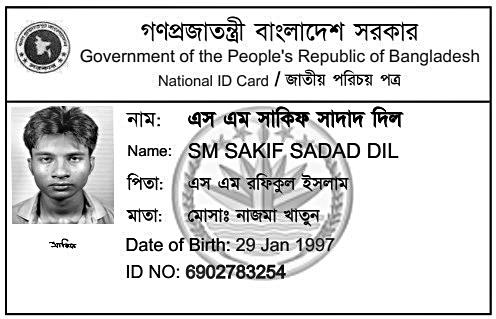 গণপ্রজাতন্ত্রী বাংলাদেশ সরকার
Government of the People's Republic of Bangladesh
National ID Card / জাতীয় পরিচয় পত্র
নাম: এস এম সাকিফ সাদাদ দিল
Name: SM SAKIF SADAD DIL
পিতা: এস এম রফিকুল ইসলাম
মাতা: মোসাঃ নাজমা খাতুন
Date of Birth: 29 Jan 1997
ID NO: 6902783254